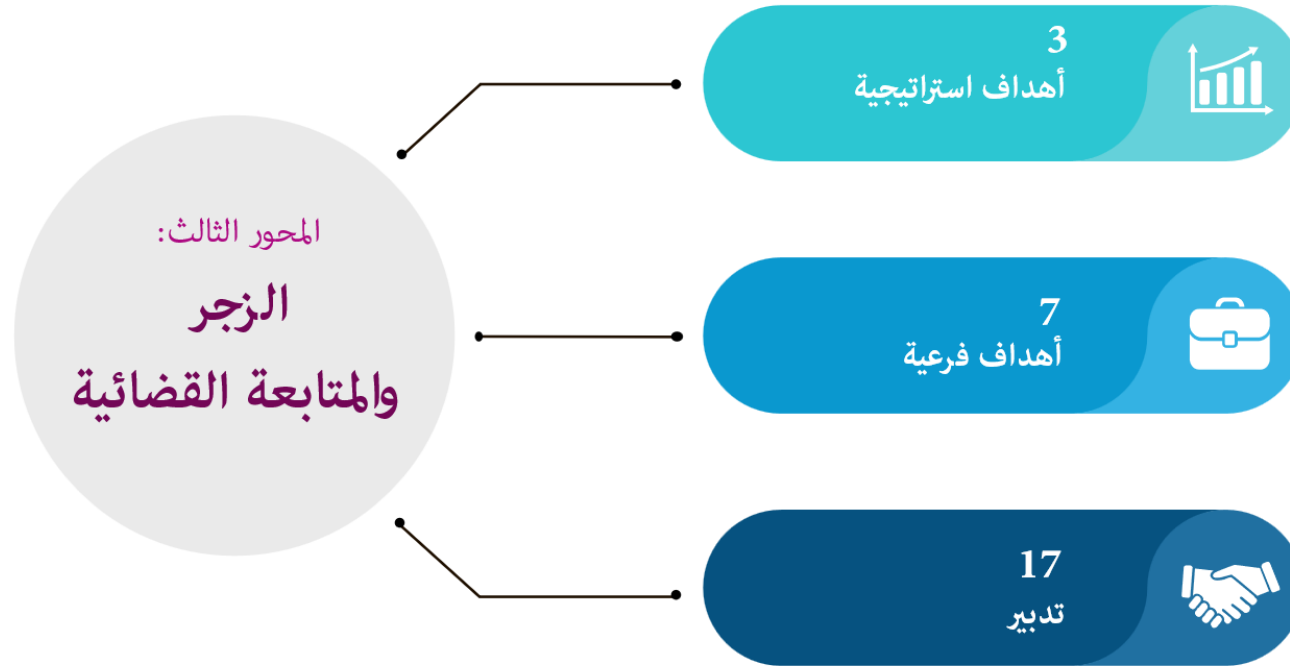 المحور الثالث:
الزجر
والمتابعة القضائية
3
أهداف استراتيجية
7
أهداف فرعية
17
تدبير